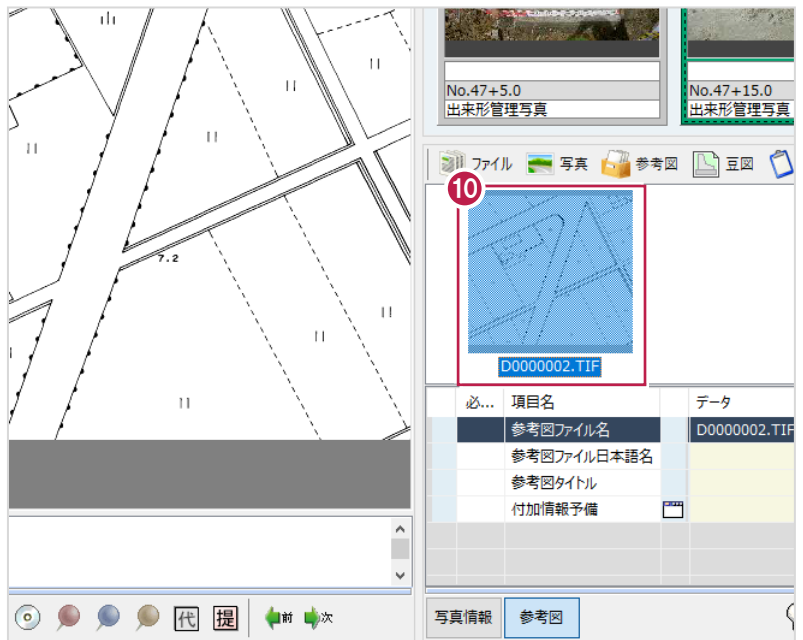 7.2
No.47+5.0
出来形管理写真
No.47+15.0
出来形管理写真
ファイル 写真 参考図 豆図
10
D0000002.TIF
必... 項目名 データ
参考図ファイル名 D0000002.TIF
参考図ファイル日本語名
参考図タイトル
付加情報予備
代 提 前 次
写真情報 参考図